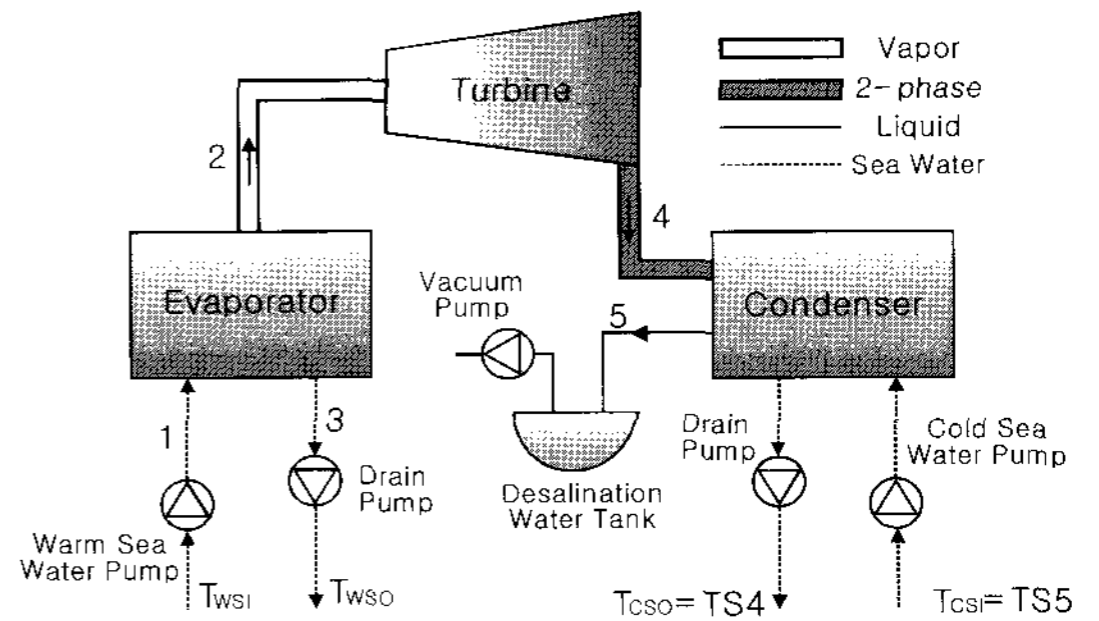 Turbine
Vapor
2-phase
Liquid
Sea Water
2
4
Evaporator
Vacuum
Pump
5
Condenser
1
3
Drain
Pump
Drain
Pump
Cold Sea
Water Pump
Desalination
Water Tank
Warm Sea
Water Pump
TWSI
TWSO
TCSO= TS4
TCSI= TS5